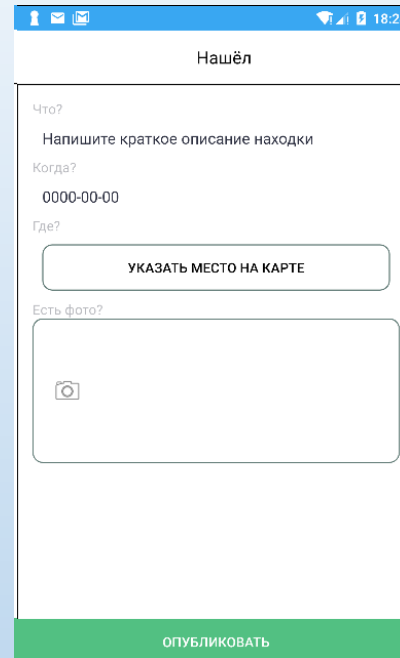 18:2
Нашёл
Что?
Напишите краткое описание находки
Когда?
0000-00-00
Где?
УКАЗАТЬ МЕСТО НА КАРТЕ
Есть фото?
ОПУБЛИКОВАТЬ